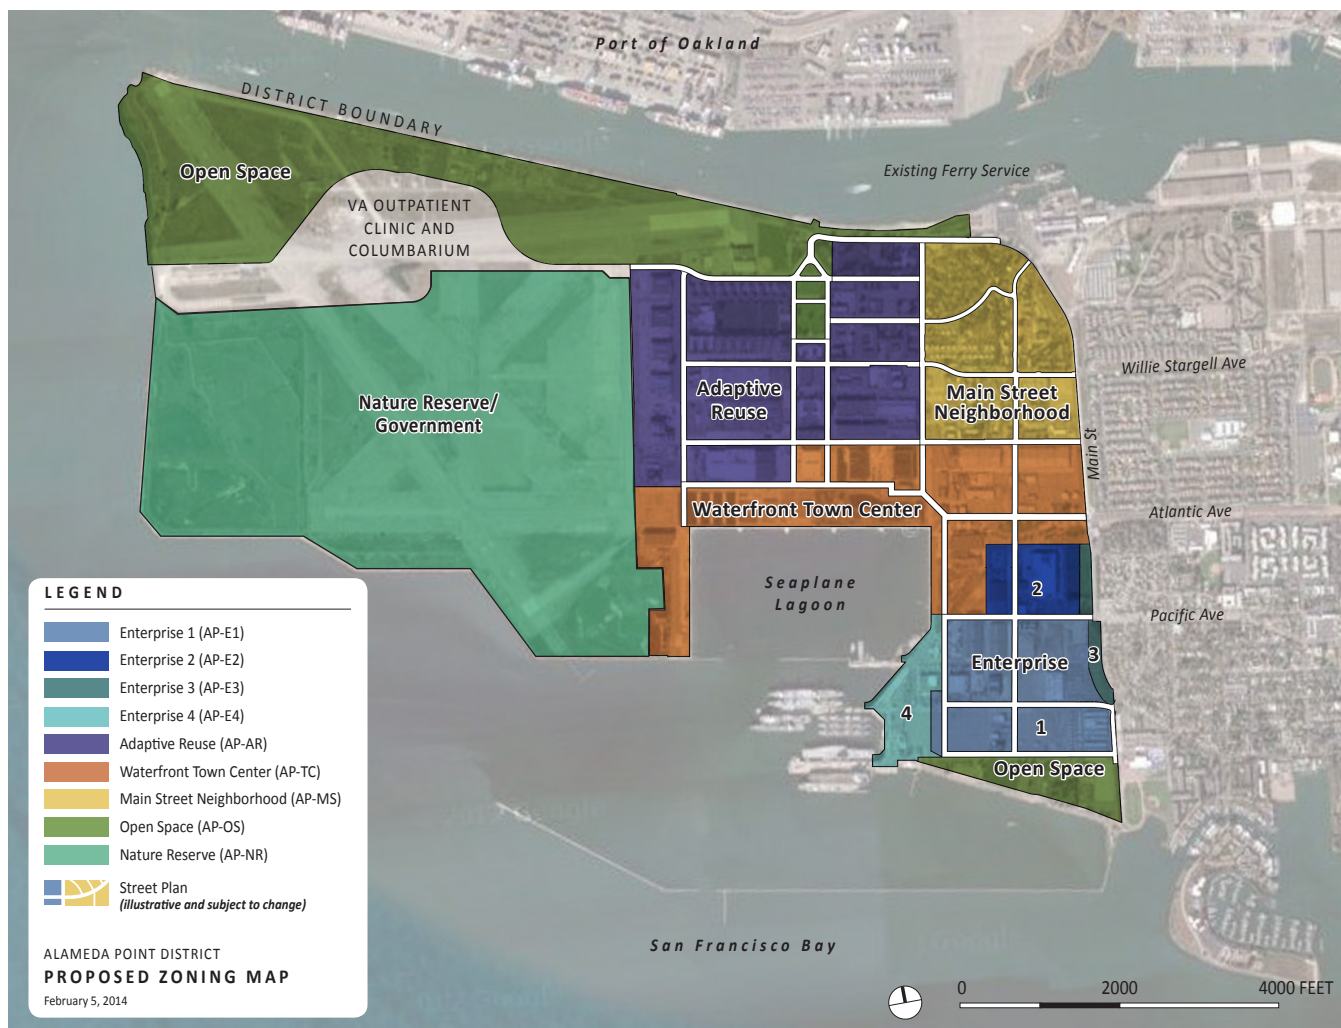 Port of Oakland
DISTRICT BOUNDARY
Open Space
Existing Ferry Service
VA OUTPATIENT
CLINIC AND
COLUMBARIUM
Willie Stargell Ave
Adaptive
Reuse
Main Street
Neighborhood
Nature Reserve/
Government
Main St
Waterfront Town Center
Atlantic Ave
Seaplane
Lagoon
2
Pacific Ave
Enterprise
3
4
1
Open Space
San Francisco Bay
LEGEND
Enterprise 1 (AP-E1)
Enterprise 2 (AP-E2)
Enterprise 3 (AP-E3)
Enterprise 4 (AP-E4)
Adaptive Reuse (AP-AR)
Waterfront Town Center (AP-TC)
Main Street Neighborhood (AP-MS)
Open Space (AP-OS)
Nature Reserve (AP-NR)
Street Plan
(illustrative and subject to change)
ALAMEDA POINT DISTRICT
PROPOSED ZONING MAP
February 5, 2014
0 2000 4000 FEET